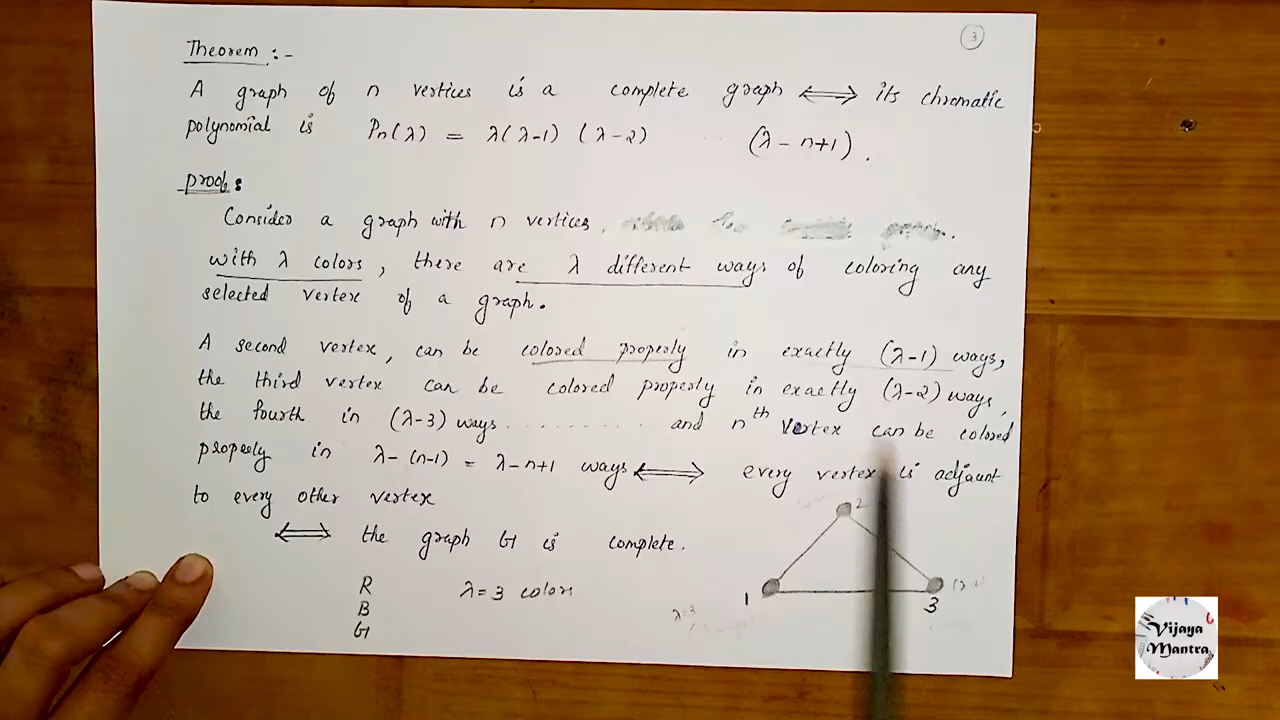 3
Theorem :-
A graph of n vertices is a complete graph ⟺ its chromatic
polynomial is Pn(λ) = λ(λ-1) (λ-2) (λ-n+1).
proof:
Consider a graph with n vertices.
with λ colors, there are λ different ways of coloring any
selected vertex of a graph.
A second vertex, can be colored properly in exactly (λ-1) ways,
the third vertex can be colored properly in exactly (λ-2) ways,
the fourth in (λ-3) ways ......... and nth vertex can be colored
properly in λ-(n-1) = λ-n+1 ways ⟺ every vertex is adjaunt
to every other vertex
⟺ the graph G is complete.
2
R λ=3 colors
B
G
1 3
Vijaya
Mantra